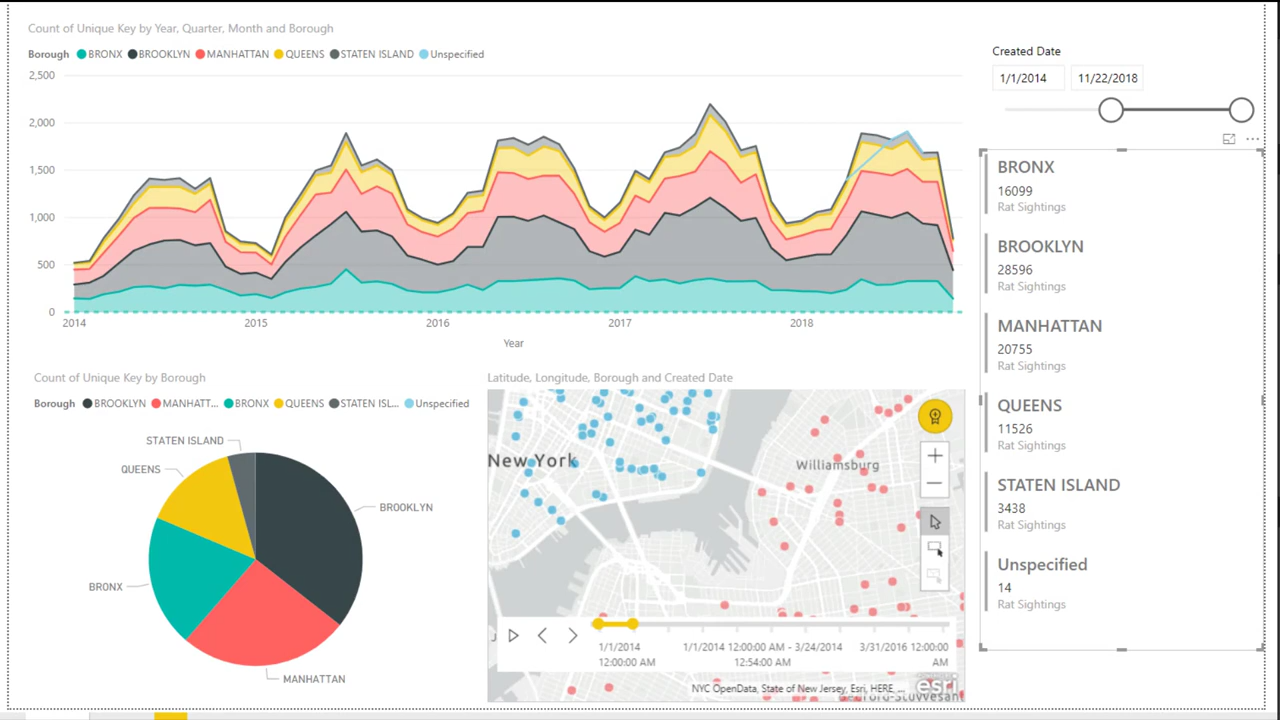 Count of Unique Key by Year, Quarter, Month and Borough
Borough BRONX BROOKLYN MANHATTAN QUEENS STATEN ISLAND Unspecified
2,500
2,000
1,500
1,000
500
0
2014 2015 2016 2017 2018
Year
Created Date
1/1/2014 11/22/2018
BRONX
16099
Rat Sightings
BROOKLYN
28596
Rat Sightings
MANHATTAN
20755
Rat Sightings
QUEENS
11526
Rat Sightings
STATEN ISLAND
3438
Rat Sightings
Unspecified
14
Rat Sightings
Count of Unique Key by Borough
Borough BROOKLYN MANHATT... BRONX QUEENS STATEN ISL... Unspecified
STATEN ISLAND
QUEENS
BROOKLYN
BRONX
MANHATTAN
Latitude, Longitude, Borough and Created Date
New York
Williamsburg
1/1/2014
12:00:00 AM
1/1/2014 12:00:00 AM - 3/24/2014
12:54:00 AM
3/31/2016 12:00:00
AM
NYC OpenData, State of New Jersey, Esri, HERE, ...
esri